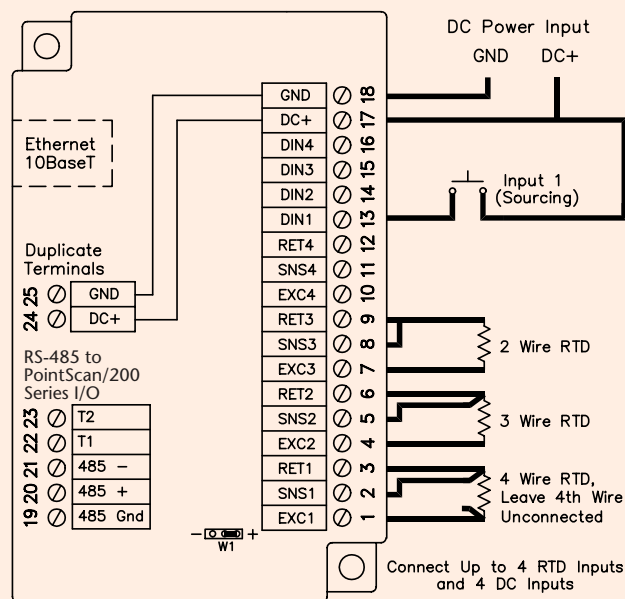 DC Power Input
GND DC+
GND 18
DC+ 17
DIN4 16
DIN3 15
DIN2 14
DIN1 13
RET4 12
SNS4 11
EXC4 10
RET3 9
SNS3 8
EXC3 7
RET2 6
SNS2 5
EXC2 4
RET1 3
SNS1 2
EXC1 1
Ethernet
10BaseT
Input 1
(Sourcing)
Duplicate
Terminals
25 GND
24 DC+
2 Wire RTD
RS-485 to
PointScan/200
Series I/O
23 T2
22 T1
21 485 -
20 485 +
19 485 Gnd
3 Wire RTD
4 Wire RTD,
Leave 4th Wire
Unconnected
- +
W1
Connect Up to 4 RTD Inputs
and 4 DC Inputs